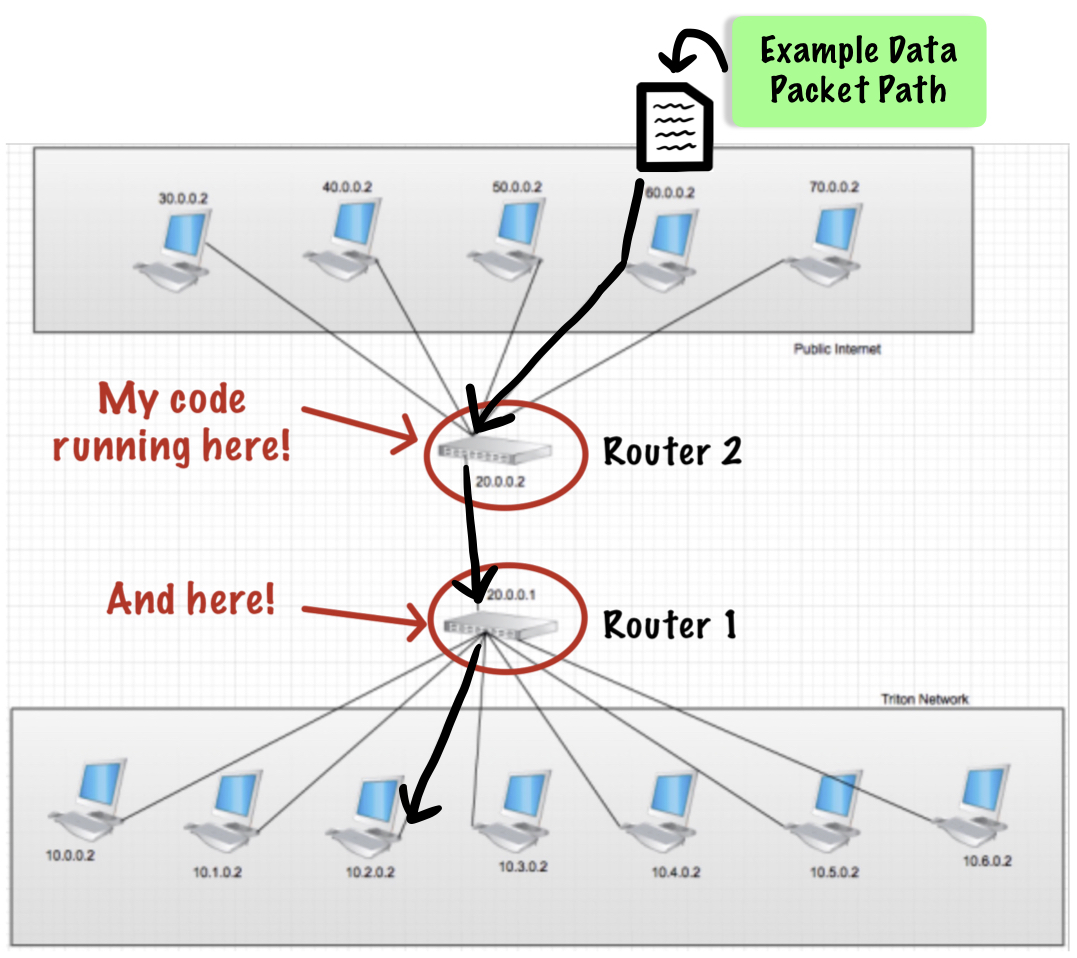 Example Data
Packet Path
30.0.0.2
40.0.0.2
50.0.0.2
60.0.0.2
70.0.0.2
Public Internet
My code
running here!
Router 2
20.0.0.2
And here!
20.0.0.1
Router 1
Triton Network
10.0.0.2
10.1.0.2
10.2.0.2
10.3.0.2
10.4.0.2
10.5.0.2
10.6.0.2